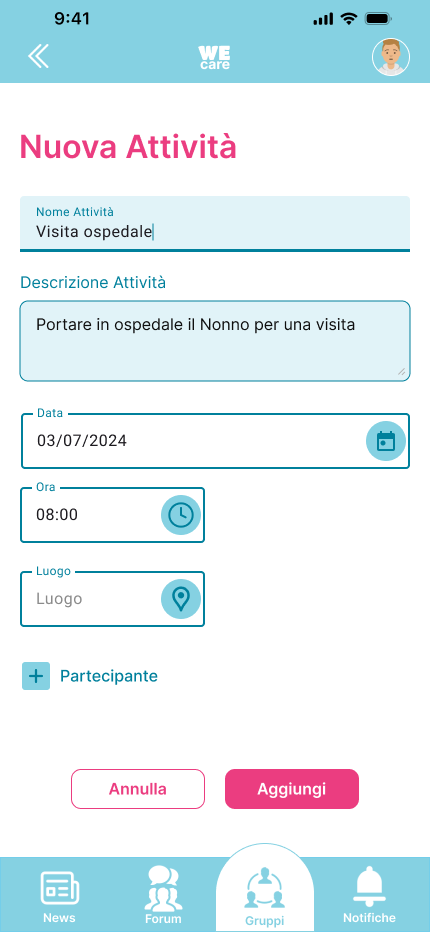 9:41
WE
care
Nuova Attività
Nome Attività
Visita ospedale
Descrizione Attività
Portare in ospedale il Nonno per una visita
Data
03/07/2024
Ora
08:00
Luogo
Luogo
Partecipante
Annulla
Aggiungi
News
Forum
Gruppi
Notifiche